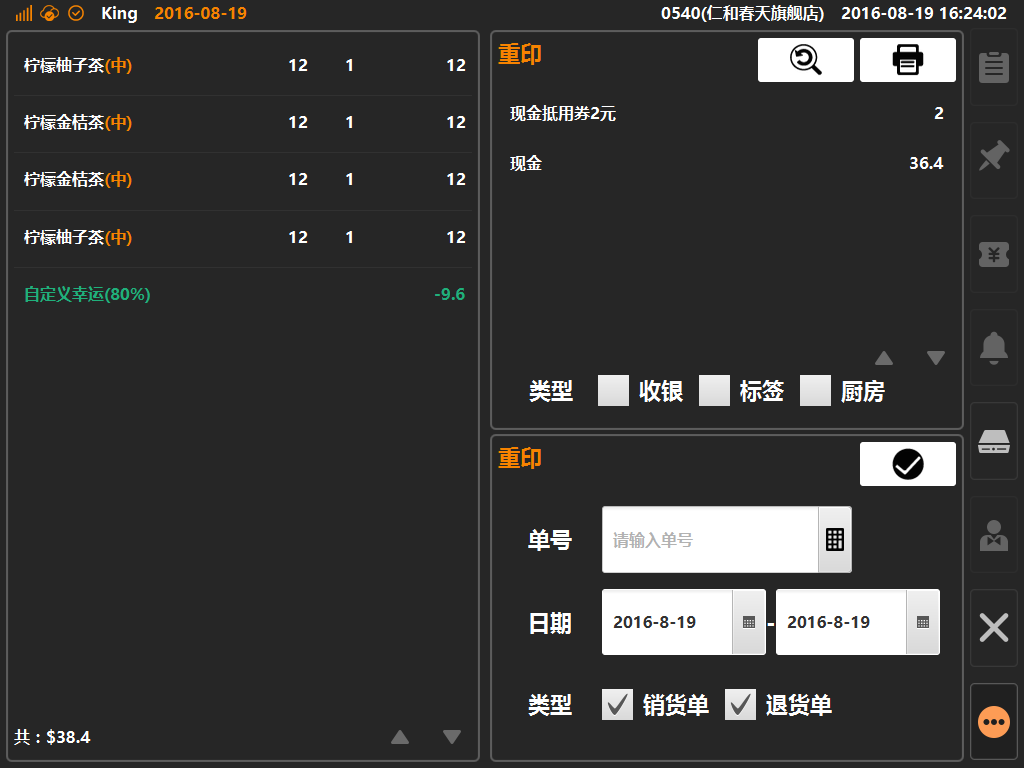 King 2016-08-19 0540(仁和春天旗舰店) 2016-08-19 16:24:02
柠檬柚子茶(中) 12 1 12
柠檬金桔茶(中) 12 1 12
柠檬金桔茶(中) 12 1 12
柠檬柚子茶(中) 12 1 12
自定义幸运(80%) -9.6
共 : $38.4
重印
现金抵用券2元 2
现金 36.4
类型 收银 标签 厨房
重印
单号 请输入单号
日期 2016-8-19 - 2016-8-19
类型 销货单 退货单